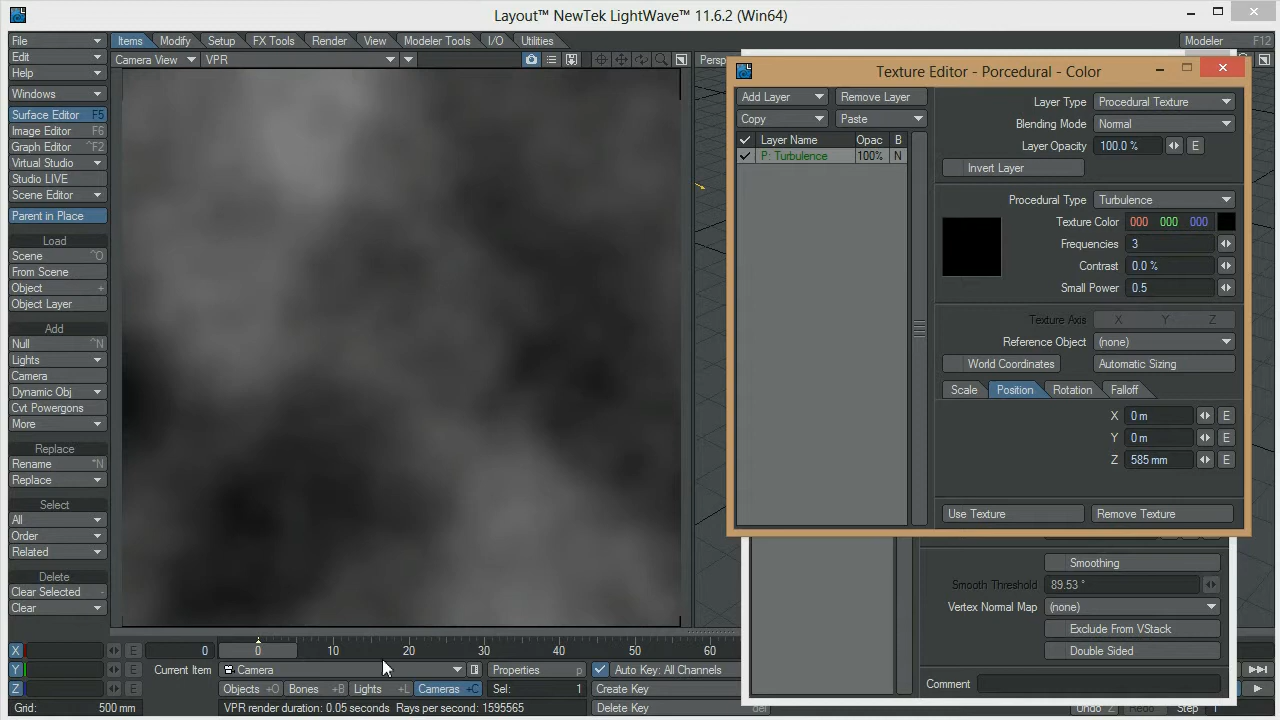 Layout™ NewTek LightWave™ 11.6.2 (Win64)
File
Items
Modify
Setup
FX Tools
Render
View
Modeler Tools
I/O
Utilities
Modeler F12
Edit
Help
Camera View
VPR
Persp
Windows
Surface Editor F5
Image Editor F6
Graph Editor ^F2
Virtual Studio
Studio LIVE
Scene Editor
Parent in Place
Load
Scene ^O
From Scene
Object +
Object Layer
Add
Null ^N
Lights
Camera
Dynamic Obj
Cvt Powergons
More
Replace
Rename *N
Replace
Select
All
Order
Related
Delete
Clear Selected -
Clear
Texture Editor - Porcedural - Color
Add Layer
Remove Layer
Copy
Paste
Layer Name Opac B
P: Turbulence 100% N
Layer Type Procedural Texture
Blending Mode Normal
Layer Opacity 100.0 % E
Invert Layer
Procedural Type Turbulence
Texture Color 000 000 000
Frequencies 3
Contrast 0.0 %
Small Power 0.5
Texture Axis X Y Z
Reference Object (none)
World Coordinates
Automatic Sizing
Scale
Position
Rotation
Falloff
X 0 m E
Y 0 m E
Z 585 mm E
Use Texture
Remove Texture
Smoothing
Smooth Threshold 89.53 °
Vertex Normal Map (none)
Exclude From VStack
Double Sided
Comment
X E 0 0 10 20 30 40 50 60
Y E Current Item Camera Properties p Auto Key: All Channels
Z E Objects +O Bones +B Lights +L Cameras +C Sel: 1 Create Key
Grid: 500 mm VPR render duration: 0.05 seconds Rays per second: 1595565 Delete Key del
Undo Z
Step 1